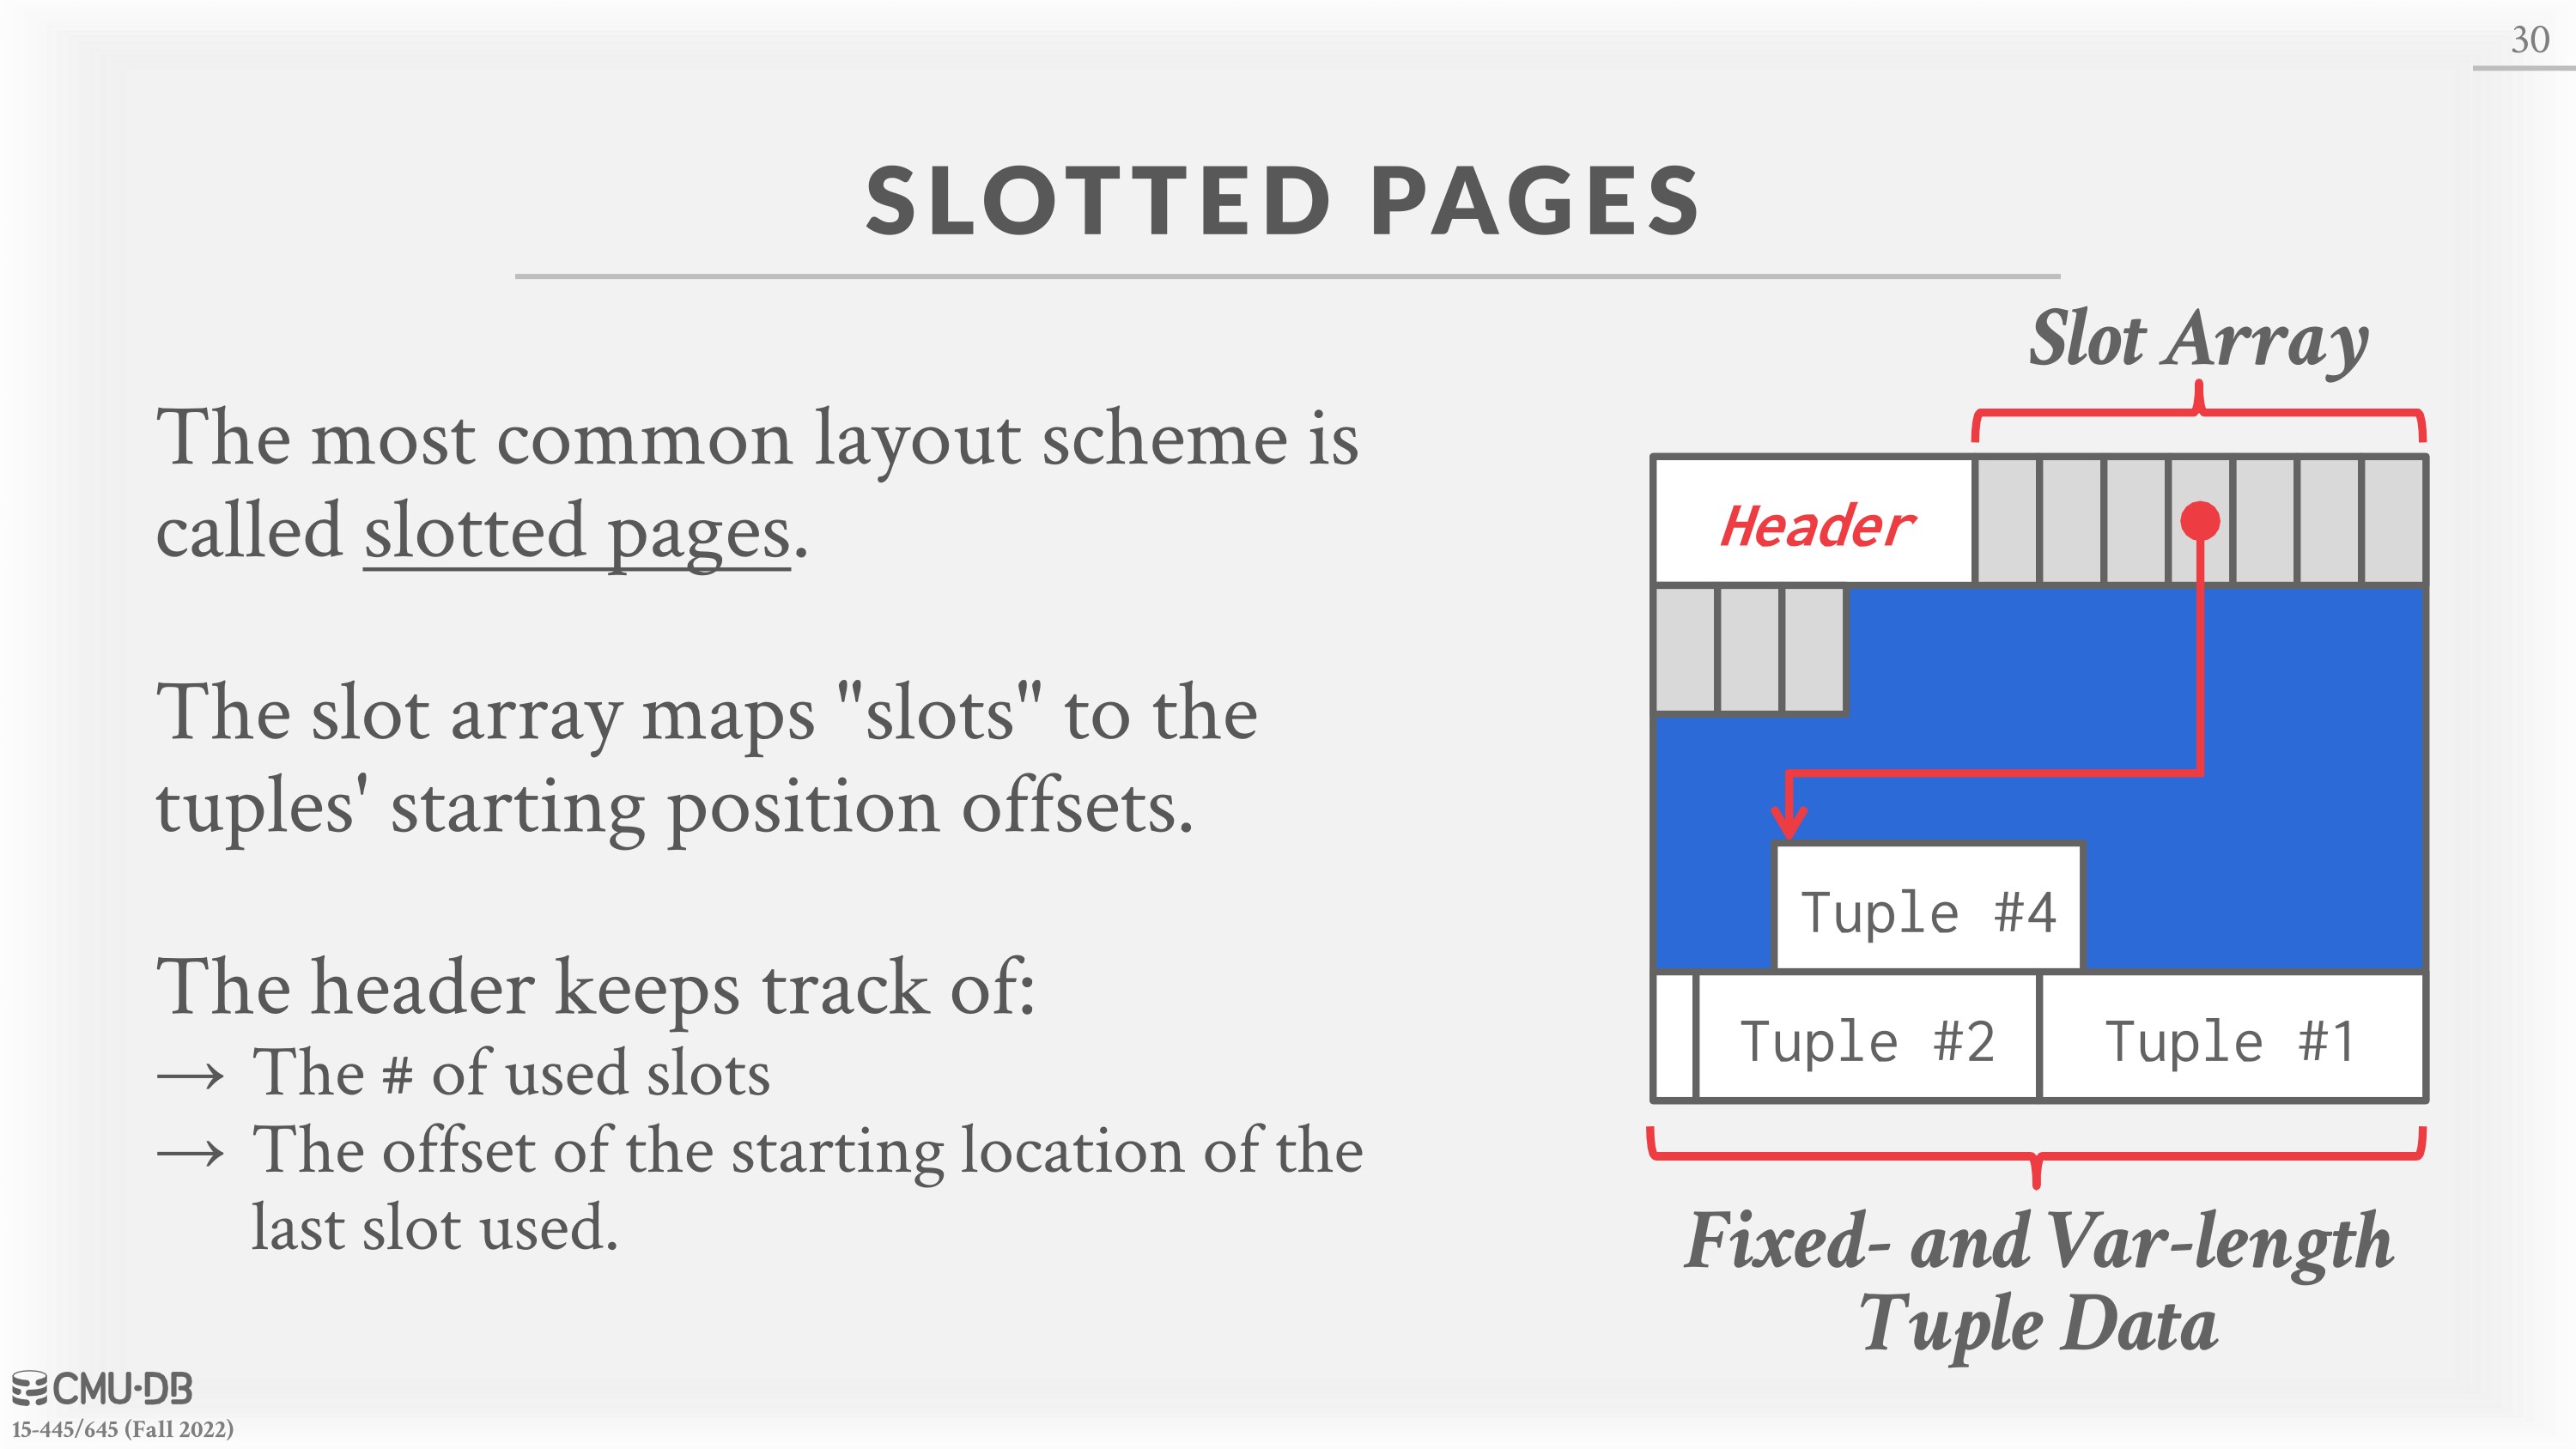 30
SLOTTED PAGES
The most common layout scheme is
called slotted pages.
The slot array maps "slots" to the
tuples' starting position offsets.
The header keeps track of:
→ The # of used slots
→ The offset of the starting location of the
last slot used.
Slot Array
Header
Tuple #4
Tuple #2
Tuple #1
Fixed- and Var-length
Tuple Data
CMU·DB
15-445/645 (Fall 2022)